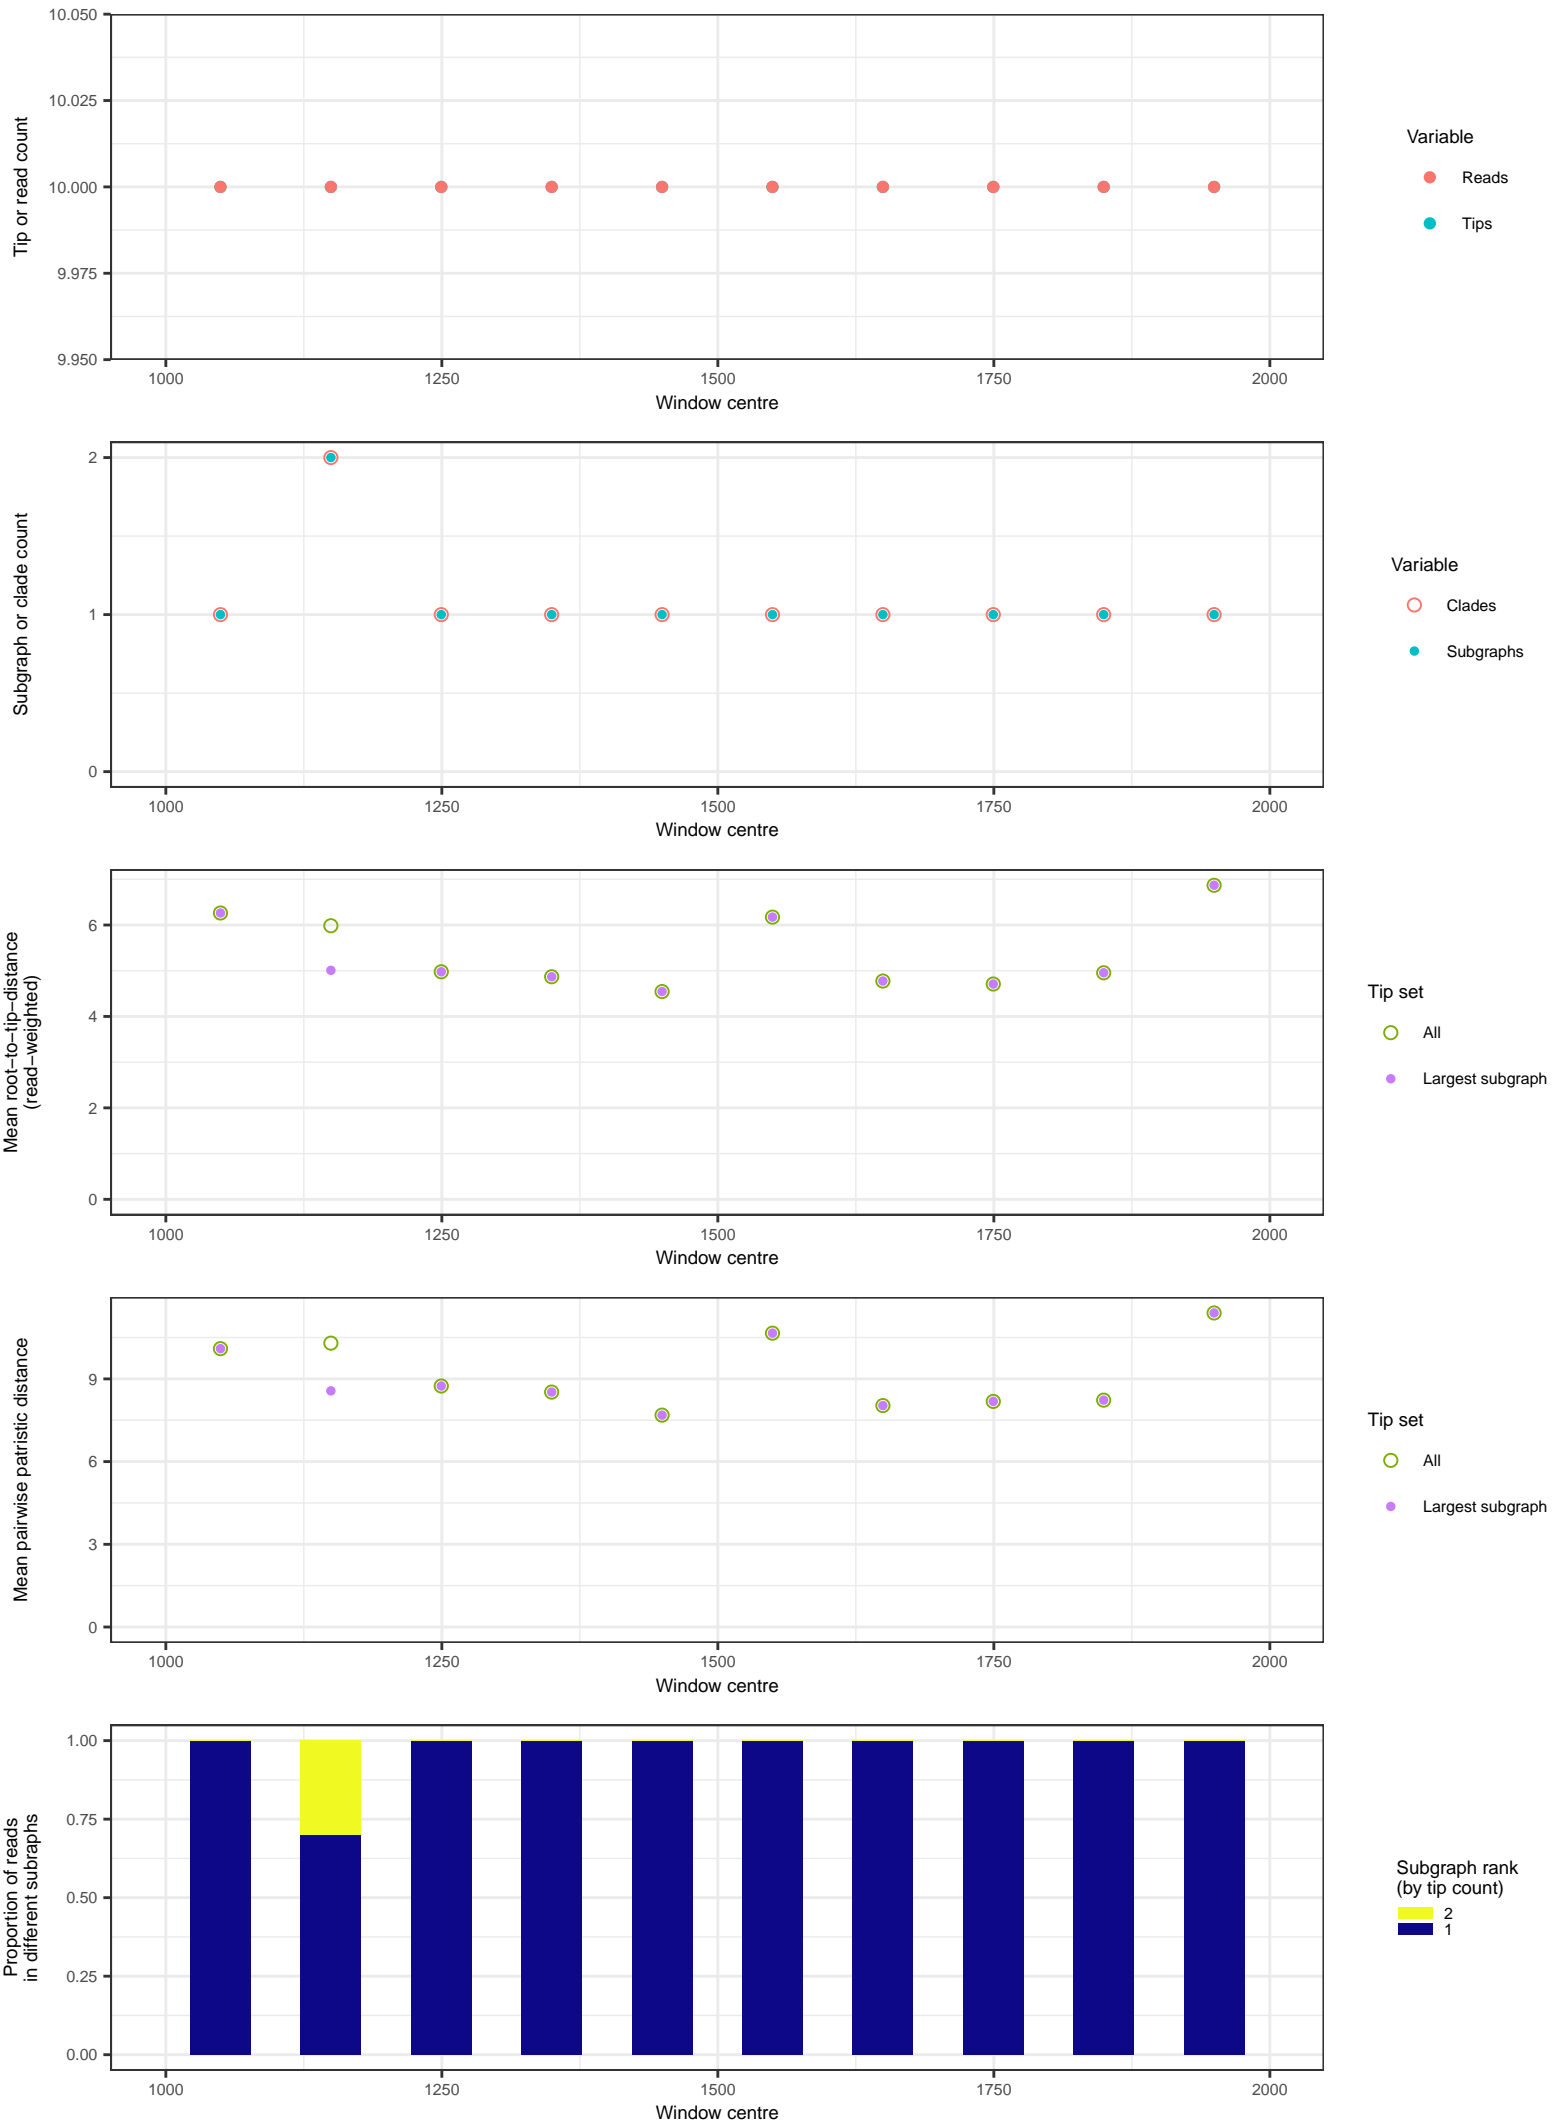 10.050
10.025
10.000
9.975
9.950
Tip or read count
1000 1250 1500 1750 2000
Window centre
Variable
Reads
Tips
2
1
0
Subgraph or clade count
1000 1250 1500 1750 2000
Window centre
Variable
Clades
Subgraphs
6
4
2
0
Mean root−to−tip−distance
(read−weighted)
1000 1250 1500 1750 2000
Window centre
Tip set
All
Largest subgraph
9
6
3
0
Mean pairwise patristic distance
1000 1250 1500 1750 2000
Window centre
Tip set
All
Largest subgraph
1.00
0.75
0.50
0.25
0.00
Proportion of reads
in different subraphs
1000 1250 1500 1750 2000
Window centre
Subgraph rank
(by tip count)
2
1